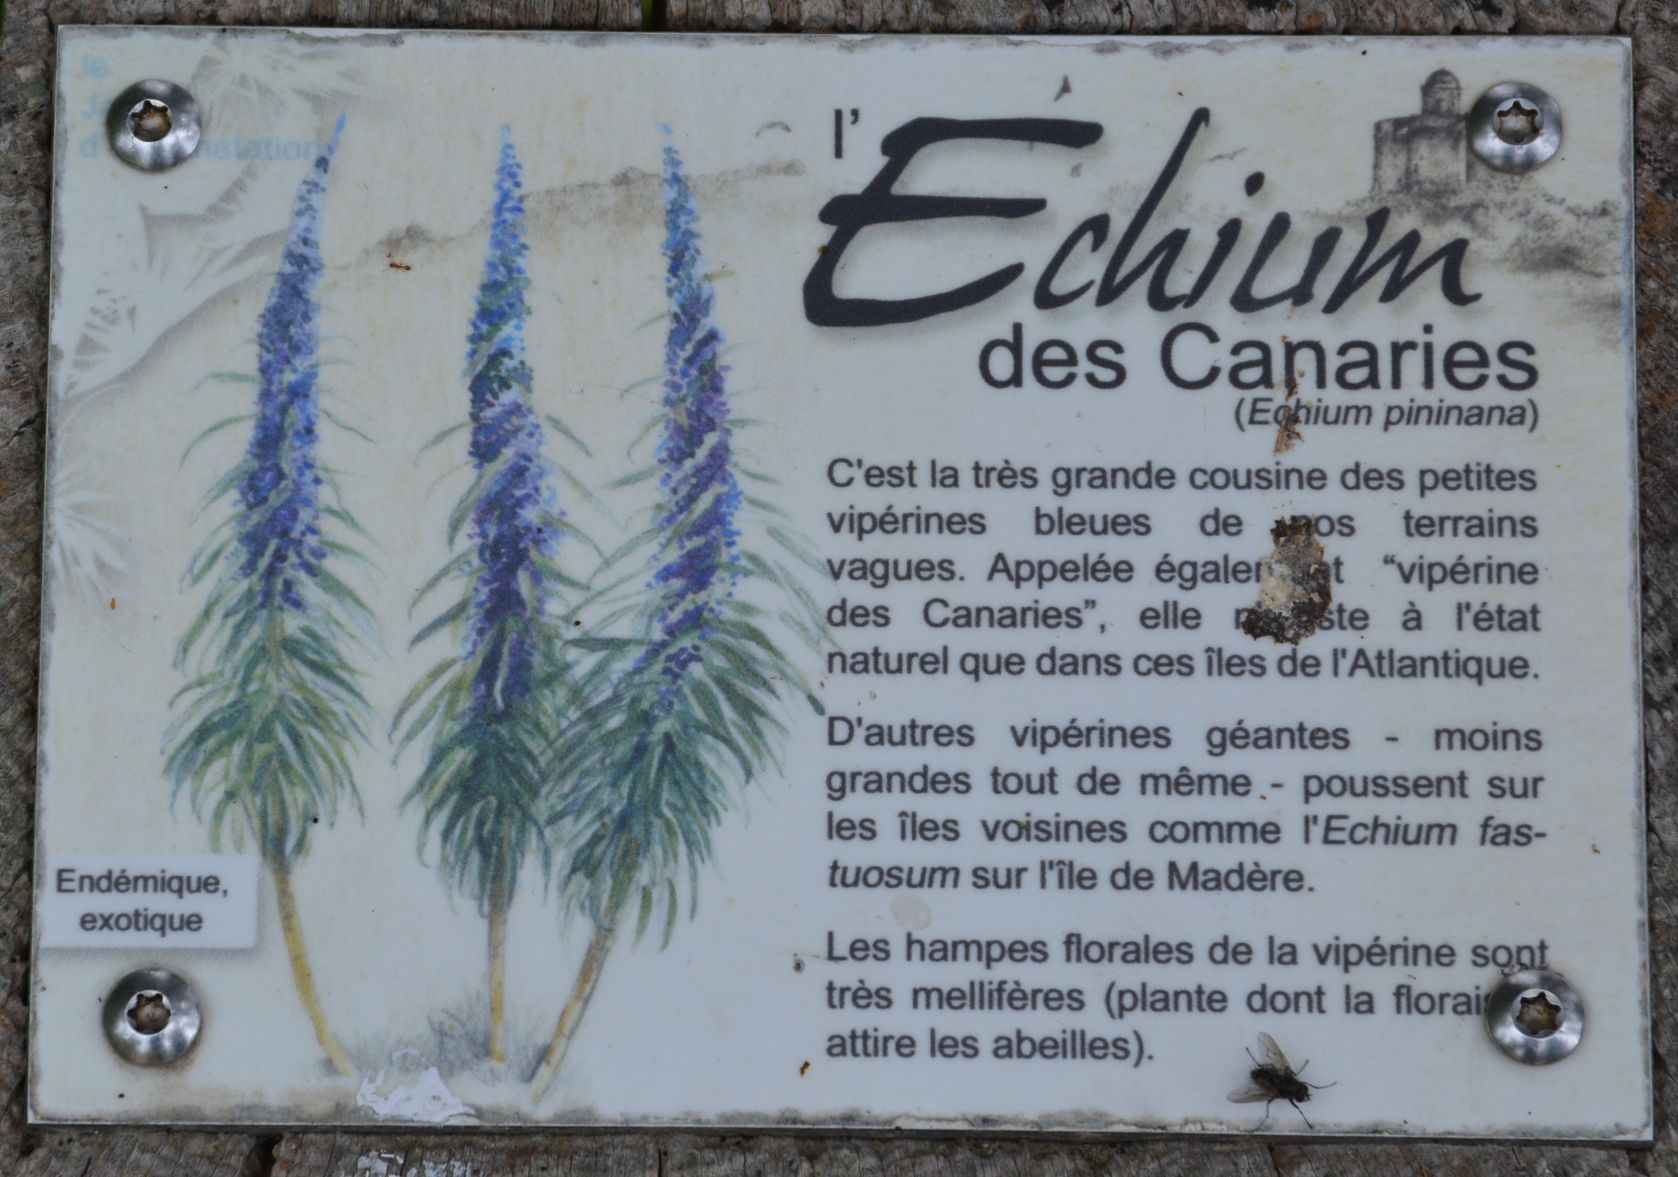 le
l'Echium
des Canaries
(Echium pininana)
C'est la très grande cousine des petites
vipérines bleues de nos terrains
vagues. Appelée également “vipérine
des Canaries”, elle à l'état
naturel que dans ces îles de l'Atlantique.
D'autres vipérines géantes - moins
grandes tout de même - poussent sur
les îles voisines comme l'Echium fas-
tuosum sur l'île de Madère.
Les hampes florales de la vipérine sont
très mellifères (plante dont la
attire les abeilles).
Endémique,
exotique